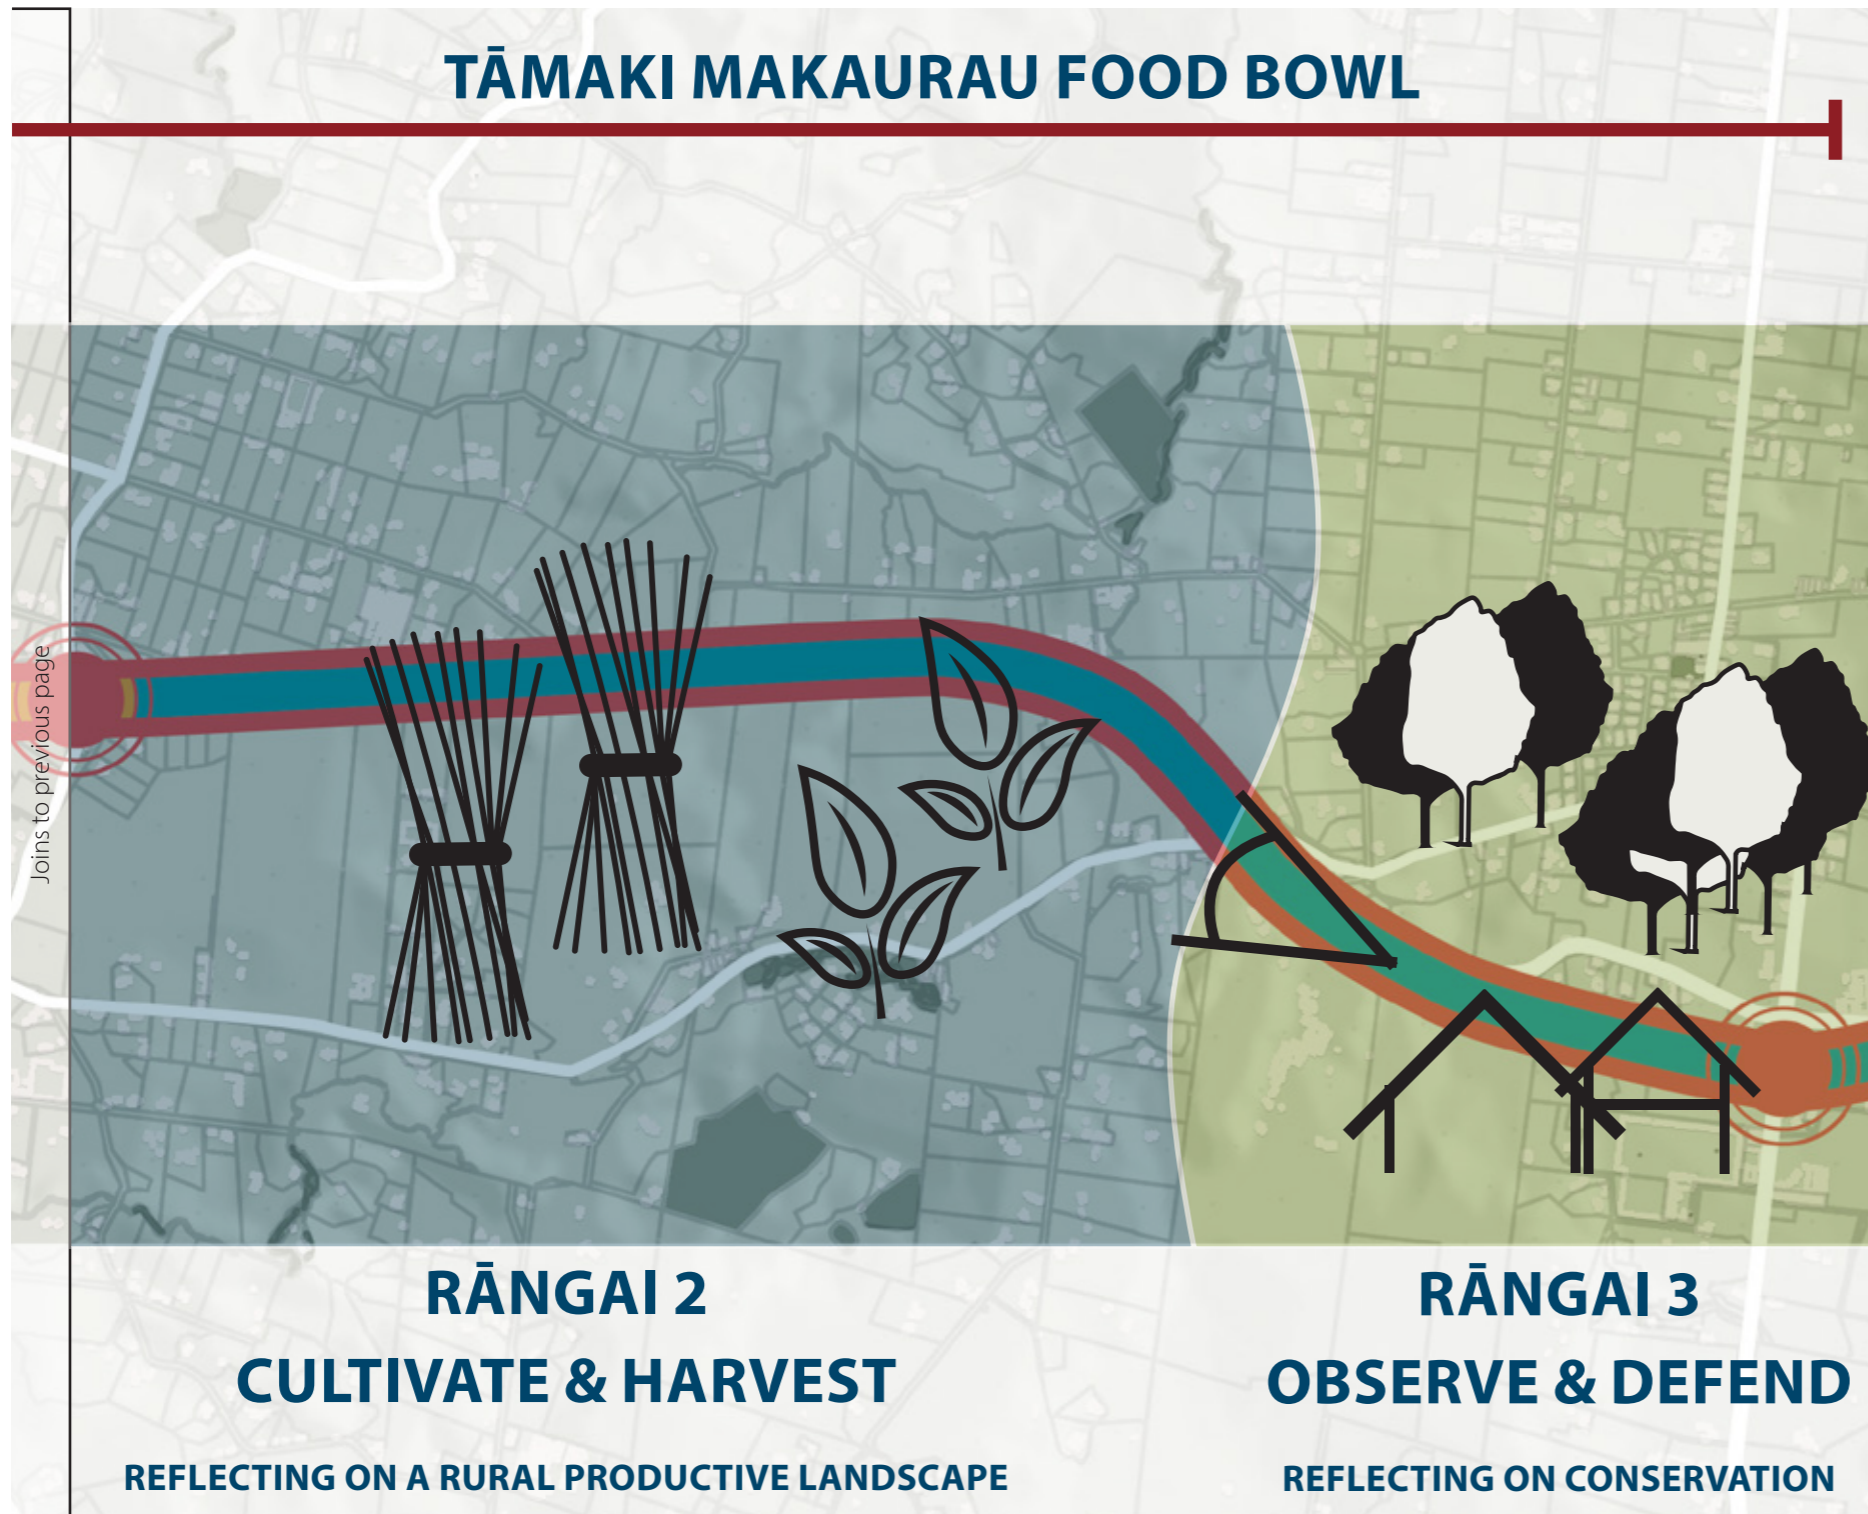 TĀMAKI MAKAURAU FOOD BOWL
Joins to previous page
RĀNGAI 2
CULTIVATE & HARVEST
REFLECTING ON A RURAL PRODUCTIVE LANDSCAPE
RĀNGAI 3
OBSERVE & DEFEND
REFLECTING ON CONSERVATION